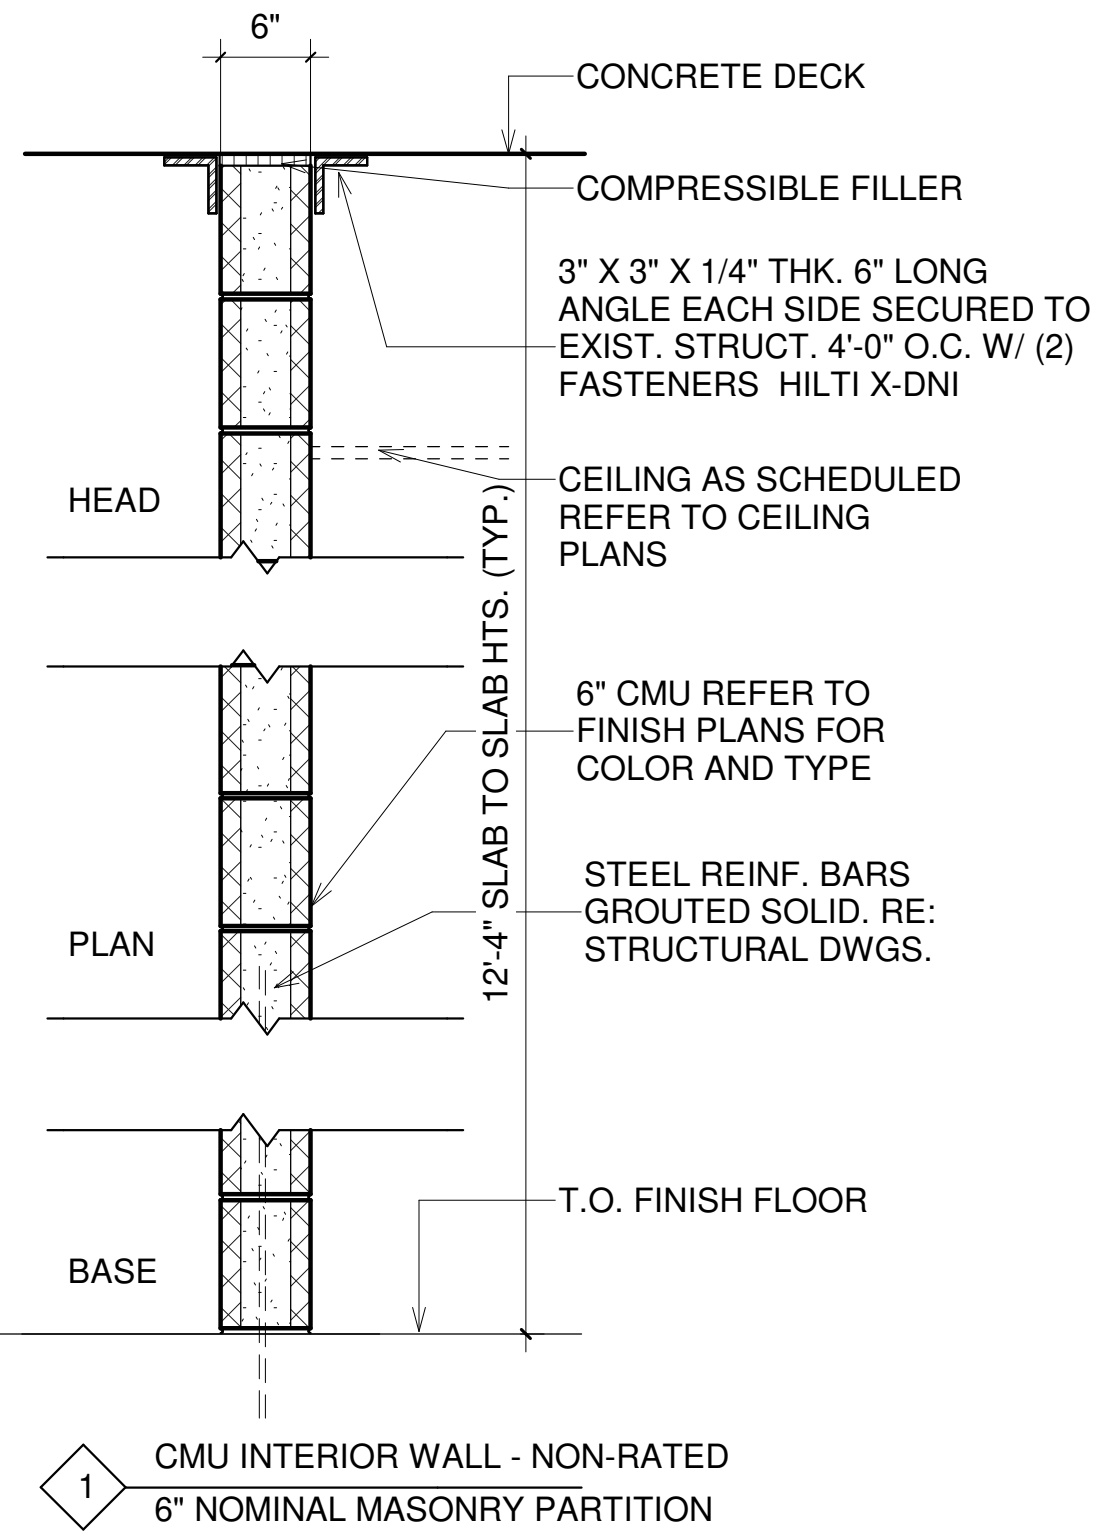 6"
CONCRETE DECK
COMPRESSIBLE FILLER
3" X 3" X 1/4" THK. 6" LONG
ANGLE EACH SIDE SECURED TO
EXIST. STRUCT. 4'-0" O.C. W/ (2)
FASTENERS HILTI X-DNI
HEAD
CEILING AS SCHEDULED
REFER TO CEILING
PLANS
12'-4" SLAB TO SLAB HTS. (TYP.)
6" CMU REFER TO
FINISH PLANS FOR
COLOR AND TYPE
PLAN
STEEL REINF. BARS
GROUTED SOLID. RE:
STRUCTURAL DWGS.
T.O. FINISH FLOOR
BASE
1
CMU INTERIOR WALL - NON-RATED
6" NOMINAL MASONRY PARTITION